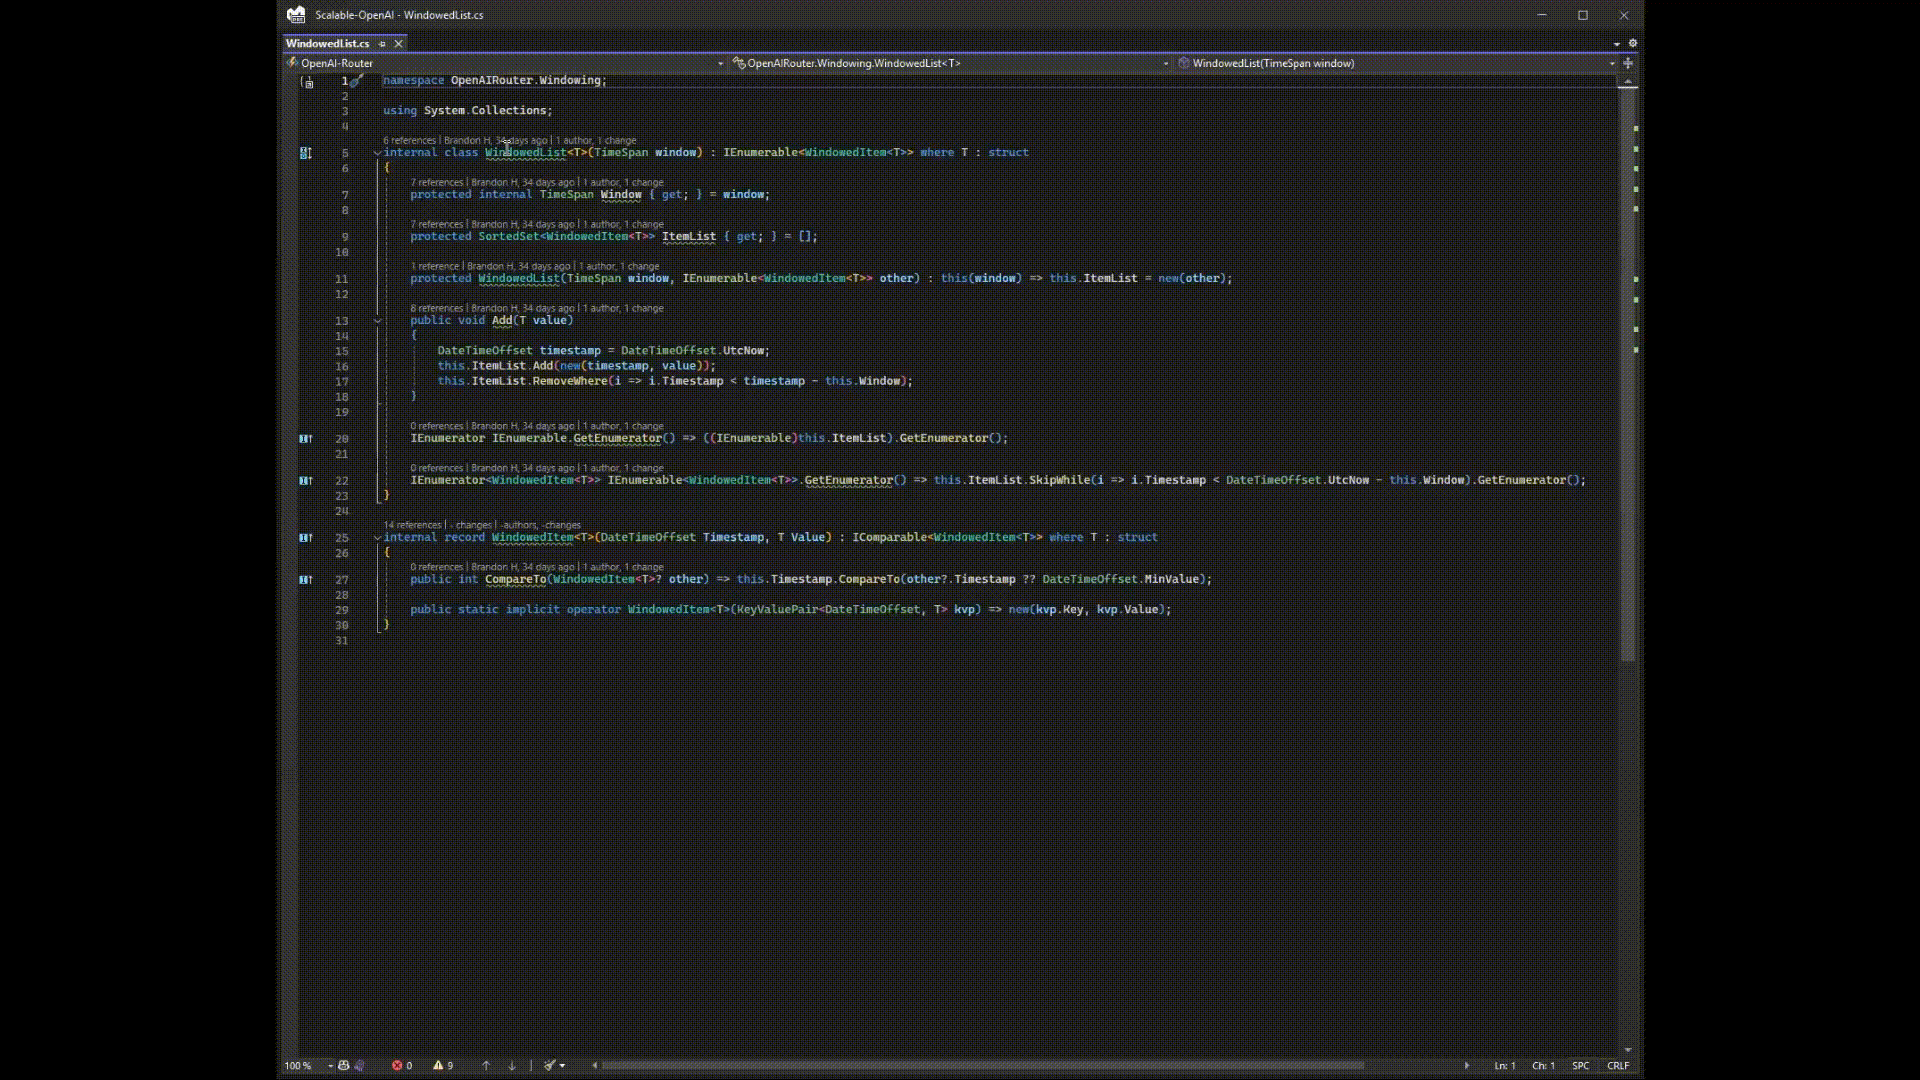 Scalable-OpenAI - WindowedList.cs
WindowedList.cs
OpenAI-Router
OpenAIRouter.Windowing.WindowedList<T>
WindowedList(TimeSpan window)
1 namespace OpenAIRouter.Windowing;
2
3 using System.Collections;
4
6 references | Brandon H, 34 days ago | 1 author, 1 change
5 internal class WindowedList<T>(TimeSpan window) : IEnumerable<WindowedItem<T>> where T : struct
6 {
7 references | Brandon H, 34 days ago | 1 author, 1 change
7 protected internal TimeSpan Window { get; } = window;
8
7 references | Brandon H, 34 days ago | 1 author, 1 change
9 protected SortedSet<WindowedItem<T>> ItemList { get; } = [];
10
1 reference | Brandon H, 34 days ago | 1 author, 1 change
11 protected WindowedList(TimeSpan window, IEnumerable<WindowedItem<T>> other) : this(window) => this.ItemList = new(other);
12
6 references | Brandon H, 34 days ago | 1 author, 1 change
13 public void Add(T value)
14 {
15 DateTimeOffset timestamp = DateTimeOffset.UtcNow;
16 this.ItemList.Add(new(timestamp, value));
17 this.ItemList.RemoveWhere(i => i.Timestamp < timestamp - this.Window);
18 }
19
0 references | Brandon H, 34 days ago | 1 author, 1 change
20 IEnumerator IEnumerable.GetEnumerator() => ((IEnumerable)this.ItemList).GetEnumerator();
21
0 references | Brandon H, 34 days ago | 1 author, 1 change
22 IEnumerator<WindowedItem<T>> IEnumerable<WindowedItem<T>>.GetEnumerator() => this.ItemList.SkipWhile(i => i.Timestamp < DateTimeOffset.UtcNow - this.Window).GetEnumerator();
23 }
24
14 references | - changes | -authors, -changes
25 internal record WindowedItem<T>(DateTimeOffset Timestamp, T Value) : IComparable<WindowedItem<T>> where T : struct
26 {
0 references | Brandon H, 34 days ago | 1 author, 1 change
27 public int CompareTo(WindowedItem<T>? other) => this.Timestamp.CompareTo(other?.Timestamp ?? DateTimeOffset.MinValue);
28
29 public static implicit operator WindowedItem<T>(KeyValuePair<DateTimeOffset, T> kvp) => new(kvp.Key, kvp.Value);
30 }
31
100 % 0 9 Ln: 1 Ch: 1 SPC CRLF